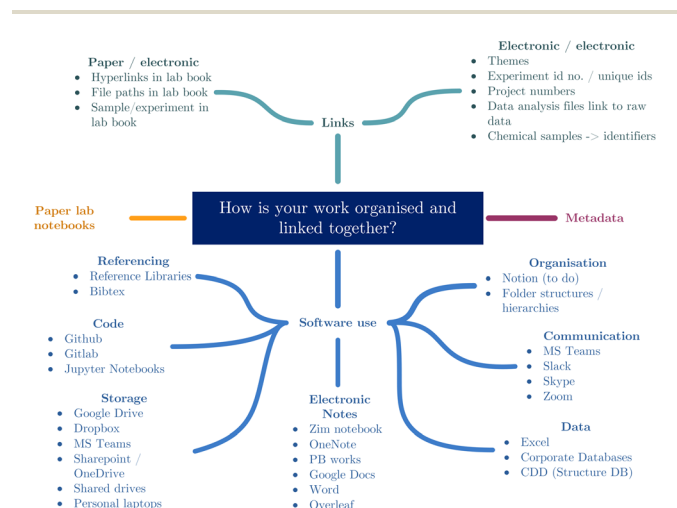 Paper / electronic
• Hyperlinks in lab book
• File paths in lab book
• Sample/experiment in
lab book
Electronic / electronic
• Themes
• Experiment id no. / unique ids
• Project numbers
• Data analysis files link to raw
data
• Chemical samples -> identifiers
Links
Paper lab
notebooks
How is your work organised and
linked together?
Metadata
Referencing
• Reference Libraries
• Bibtex
Code
• Github
• Gitlab
• Jupyter Notebooks
Storage
• Google Drive
• Dropbox
• MS Teams
• Sharepoint /
OneDrive
• Shared drives
• Personal laptops
Software use
Electronic
Notes
• Zim notebook
• OneNote
• PB works
• Google Docs
• Word
• Overleaf
Organisation
• Notion (to do)
• Folder structures /
hierarchies
Communication
• MS Teams
• Slack
• Skype
• Zoom
Data
• Excel
• Corporate Databases
• CDD (Structure DB)